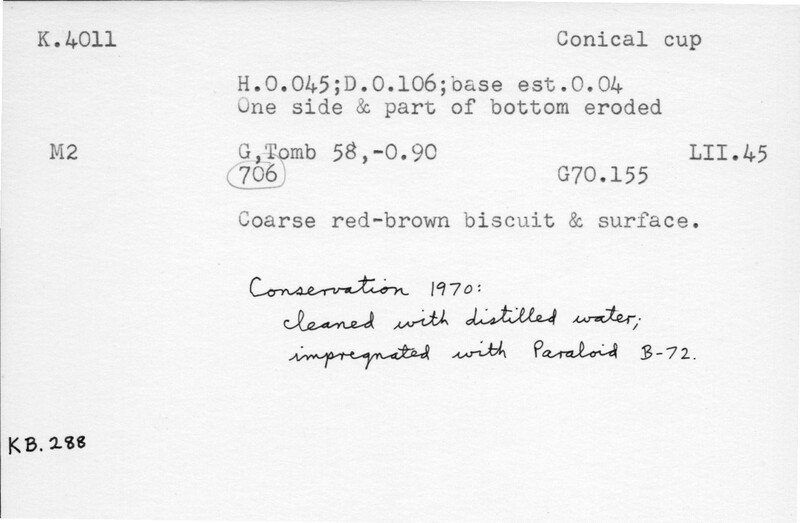 K.4011 Conical cup
H.0.045;D.0.106;base est.0.04
One side & part of bottom eroded
M2 G,Tomb 58,-0.90 LII.45
706 G70.155
Coarse red-brown biscuit & surface.
Conservation 1970:
cleaned with distilled water;
impregnated with Paraloid B-72.
KB.288